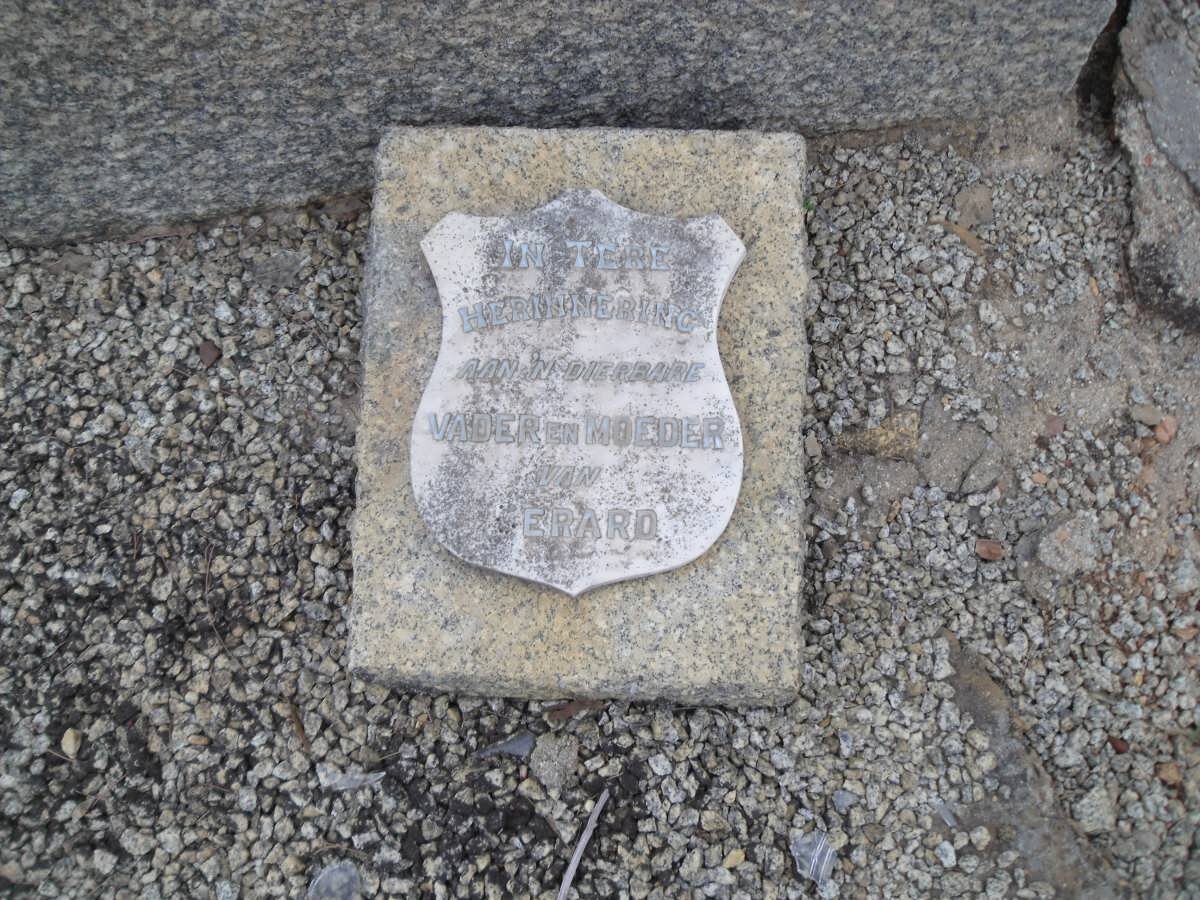 IN TERE
HERINNERING
AAN 'N DIERBARE
VADER EN MOEDER
VAN
ERARD